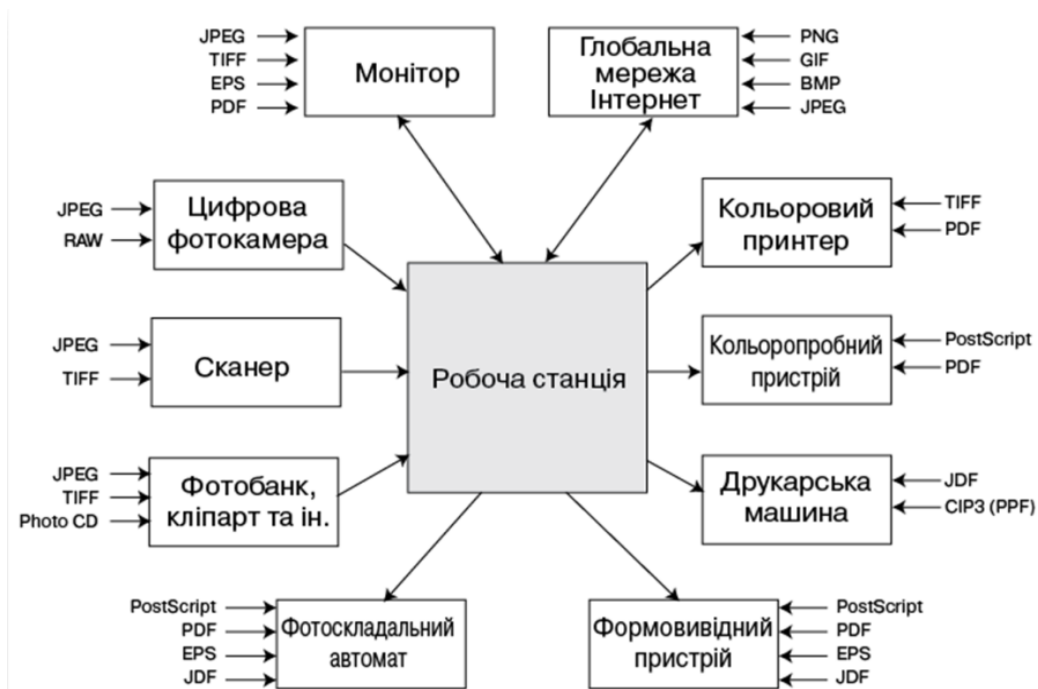 JPEG
TIFF
EPS
PDF
Монітор
Глобальна
мережа
Інтернет
PNG
GIF
BMP
JPEG
JPEG
RAW
Цифрова
фотокамера
Кольоровий
принтер
TIFF
PDF
JPEG
TIFF
Сканер
Робоча станція
Кольоропробний
пристрій
PostScript
PDF
JPEG
TIFF
Photo CD
Фотобанк,
кліпарт та ін.
Друкарська
машина
JDF
CIP3 (PPF)
PostScript
PDF
EPS
JDF
Фотоскладальний
автомат
Формовивідний
пристрій
PostScript
PDF
EPS
JDF